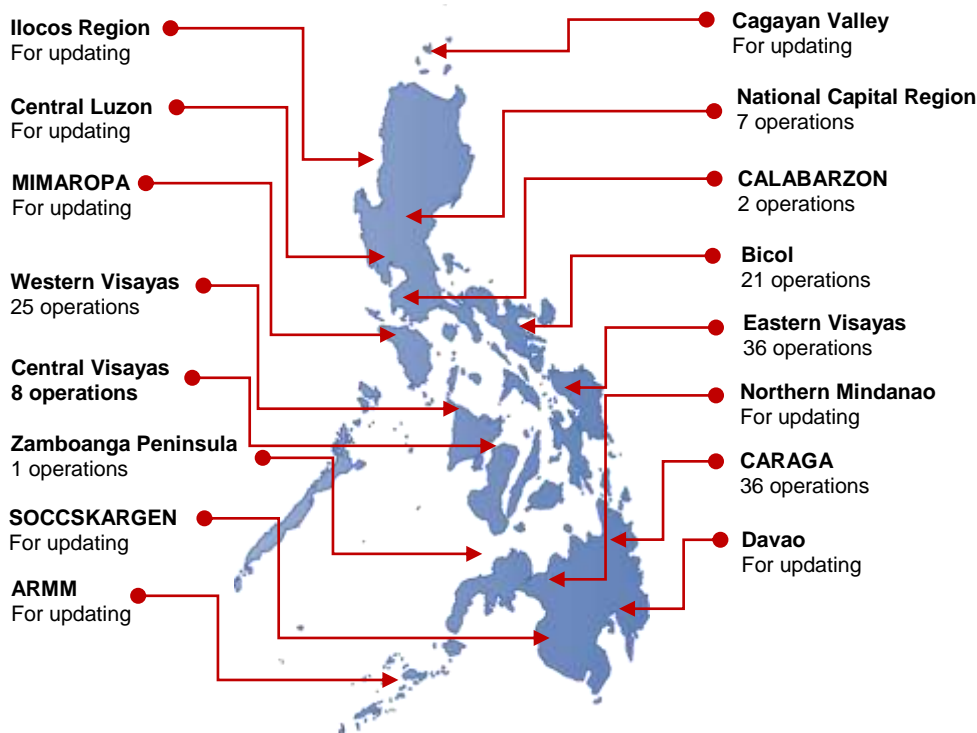 Ilocos Region
For updating
Central Luzon
For updating
MIMAROPA
For updating
Western Visayas
25 operations
Central Visayas
8 operations
Zamboanga Peninsula
1 operations
SOCCSKARGEN
For updating
ARMM
For updating
Cagayan Valley
For updating
National Capital Region
7 operations
CALABARZON
2 operations
Bicol
21 operations
Eastern Visayas
36 operations
Northern Mindanao
For updating
CARAGA
36 operations
Davao
For updating